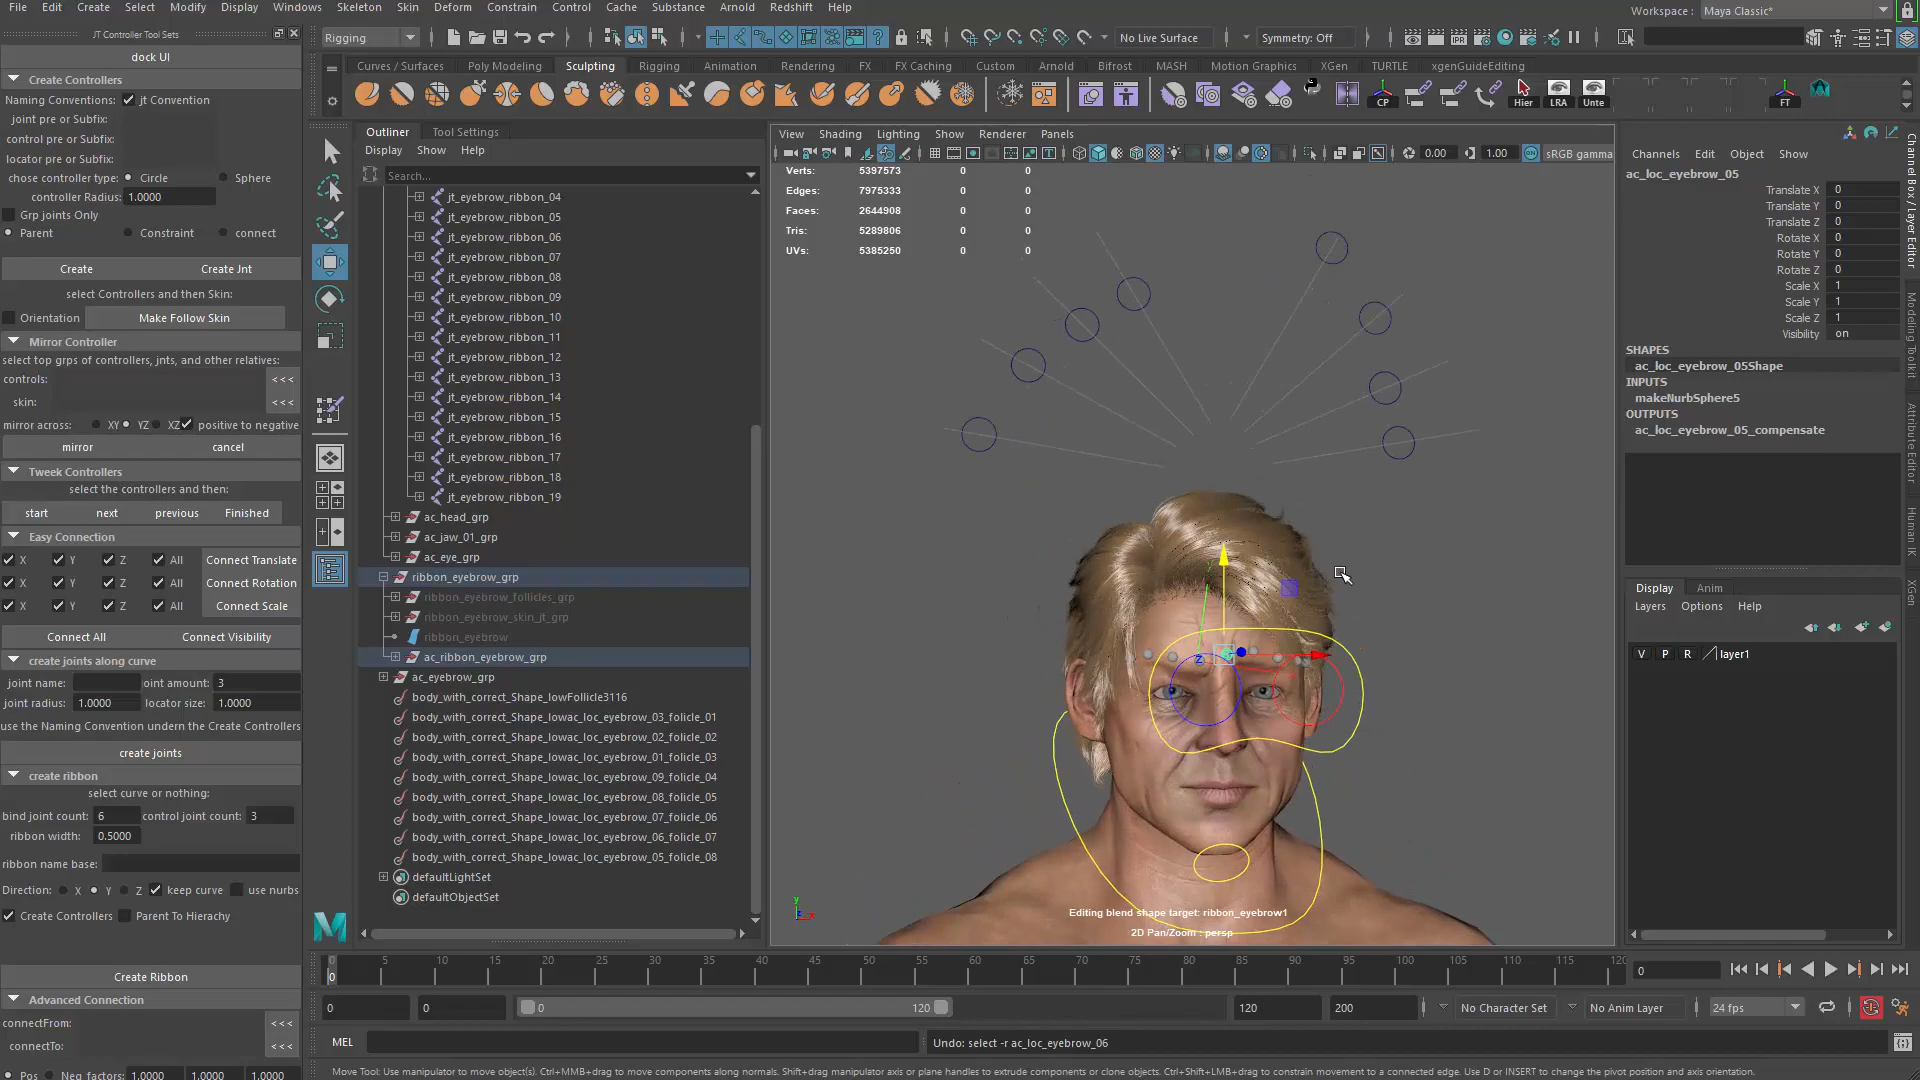 File Edit Create Select Modify Display Windows Skeleton Skin Deform Constrain Control Cache Substance Arnold Redshift Help
Workspace : Maya Classic*
JT Controller Tool Sets
Rigging
No Live Surface
Symmetry: Off
dock UI
Curves / Surfaces Poly Modeling Sculpting Rigging Animation Rendering FX FX Caching Custom Arnold Bifrost MASH Motion Graphics XGen TURTLE xgenGuideEditing
CP Hier LRA Unte FT
Create Controllers
Naming Conventions: jt Convention
joint pre or Subfix:
control pre or Subfix:
locator pre or Subfix:
chose controller type: Circle Sphere
controller Radius: 1.0000
Grp joints Only
Parent Constraint connect
Create Create Jnt
select Controllers and then Skin:
Orientation Make Follow Skin
Mirror Controller
select top grps of controllers, jnts, and other relatives:
controls: <<<
skin: <<<
mirror across: XY YZ XZ positive to negative
mirror cancel
Tweek Controllers
select the controllers and then:
start next previous Finished
Easy Connection
X Y Z All Connect Translate
X Y Z All Connect Rotation
X Y Z All Connect Scale
Connect All Connect Visibility
create joints along curve
joint name: oint amount: 3
joint radius: 1.0000 locator size: 1.0000
use the Naming Convention undern the Create Controllers
create joints
create ribbon
select curve or nothing:
bind joint count: 6 control joint count: 3
ribbon width: 0.5000
ribbon name base:
Direction: X Y Z keep curve use nurbs
Create Controllers Parent To Hierachy
Create Ribbon
Advanced Connection
connectFrom: <<<
connectTo: <<<
Pos Neg factors: 1.0000 1.0000 1.0000
Outliner Tool Settings
Display Show Help
Search...
jt_eyebrow_ribbon_04
jt_eyebrow_ribbon_05
jt_eyebrow_ribbon_06
jt_eyebrow_ribbon_07
jt_eyebrow_ribbon_08
jt_eyebrow_ribbon_09
jt_eyebrow_ribbon_10
jt_eyebrow_ribbon_11
jt_eyebrow_ribbon_12
jt_eyebrow_ribbon_13
jt_eyebrow_ribbon_14
jt_eyebrow_ribbon_15
jt_eyebrow_ribbon_16
jt_eyebrow_ribbon_17
jt_eyebrow_ribbon_18
jt_eyebrow_ribbon_19
ac_head_grp
ac_jaw_01_grp
ac_eye_grp
ribbon_eyebrow_grp
ribbon_eyebrow_follicles_grp
ribbon_eyebrow_skin_jt_grp
ribbon_eyebrow
ac_ribbon_eyebrow_grp
ac_eyebrow_grp
body_with_correct_Shape_lowFollicle3116
body_with_correct_Shape_lowac_loc_eyebrow_03_folicle_01
body_with_correct_Shape_lowac_loc_eyebrow_02_folicle_02
body_with_correct_Shape_lowac_loc_eyebrow_01_folicle_03
body_with_correct_Shape_lowac_loc_eyebrow_09_folicle_04
body_with_correct_Shape_lowac_loc_eyebrow_08_folicle_05
body_with_correct_Shape_lowac_loc_eyebrow_07_folicle_06
body_with_correct_Shape_lowac_loc_eyebrow_06_folicle_07
body_with_correct_Shape_lowac_loc_eyebrow_05_folicle_08
defaultLightSet
defaultObjectSet
View Shading Lighting Show Renderer Panels
0.00 1.00 sRGB gamma
Verts: 5397573 0 0
Edges: 7975333 0 0
Faces: 2644908 0 0
Tris: 5289806 0 0
UVs: 5385250 0 0
Editing blend shape target: ribbon_eyebrow1
2D Pan/Zoom : persp
Channels Edit Object Show
ac_loc_eyebrow_05
Translate X 0
Translate Y 0
Translate Z 0
Rotate X 0
Rotate Y 0
Rotate Z 0
Scale X 1
Scale Y 1
Scale Z 1
Visibility on
SHAPES
ac_loc_eyebrow_05Shape
INPUTS
makeNurbSphere5
OUTPUTS
ac_loc_eyebrow_05_compensate
Display Anim
Layers Options Help
V P R layer1
Channel Box / Layer Editor
Modeling Toolkit
Attribute Editor
Human IK
XGen
0 5 10 15 20 25 30 35 40 45 50 55 60 65 70 75 80 85 90 95 100 105 110 115 120
0
0
0 0 0 120 120 200 No Character Set No Anim Layer 24 fps
MEL
Undo: select -r ac_loc_eyebrow_06
Move Tool: Use manipulator to move object(s). Ctrl+MMB+drag to move components along normals. Shift+drag manipulator axis or plane handles to extrude components or clone objects. Ctrl+Shift+LMB+drag to constrain movement to a connected edge. Use D or INSERT to change the pivot position and axis orientation.